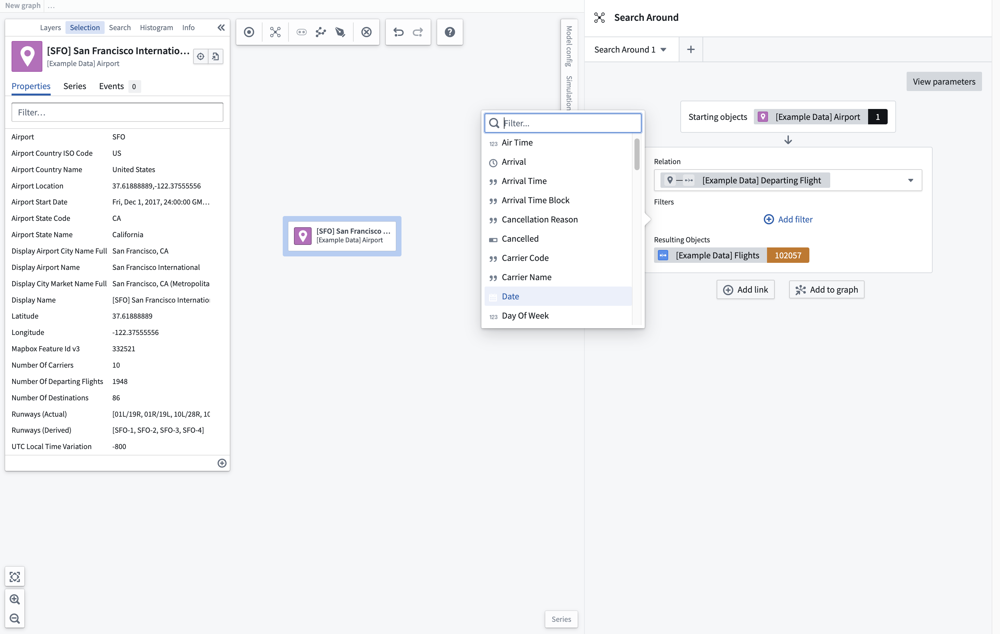 New graph
...
Layers
Selection
Search
Histogram
Info
[SFO] San Francisco Internatio...
[Example Data] Airport
Properties
Series
Events
0
Filter...
Airport SFO
Airport Country ISO Code US
Airport Country Name United States
Airport Location 37.61888889,-122.37555556
Airport Start Date Fri, Dec 1, 2017, 24:00:00 GM...
Airport State Code CA
Airport State Name California
Display Airport City Name Full San Francisco, CA
Display Airport Name San Francisco International
Display City Market Name Full San Francisco, CA (Metropolita
Display Name [SFO] San Francisco Internatio
Latitude 37.61888889
Longitude -122.37555556
Mapbox Feature Id v3 332521
Number Of Carriers 10
Number Of Departing Flights 1948
Number Of Destinations 86
Runways (Actual) [01L/19R, 01R/19L, 10L/28R, 10
Runways (Derived) [SFO-1, SFO-2, SFO-3, SFO-4]
UTC Local Time Variation -800
[SFO] San Francisco ...
[Example Data] Airport
Model config
Simulation
Series
Filter...
123 Air Time
Arrival
Arrival Time
Arrival Time Block
Cancellation Reason
Cancelled
Carrier Code
Carrier Name
Date
123 Day Of Week
Search Around
Search Around 1
View parameters
Starting objects [Example Data] Airport 1
Relation
[Example Data] Departing Flight
Filters
Add filter
Resulting Objects
[Example Data] Flights 102057
Add link
Add to graph